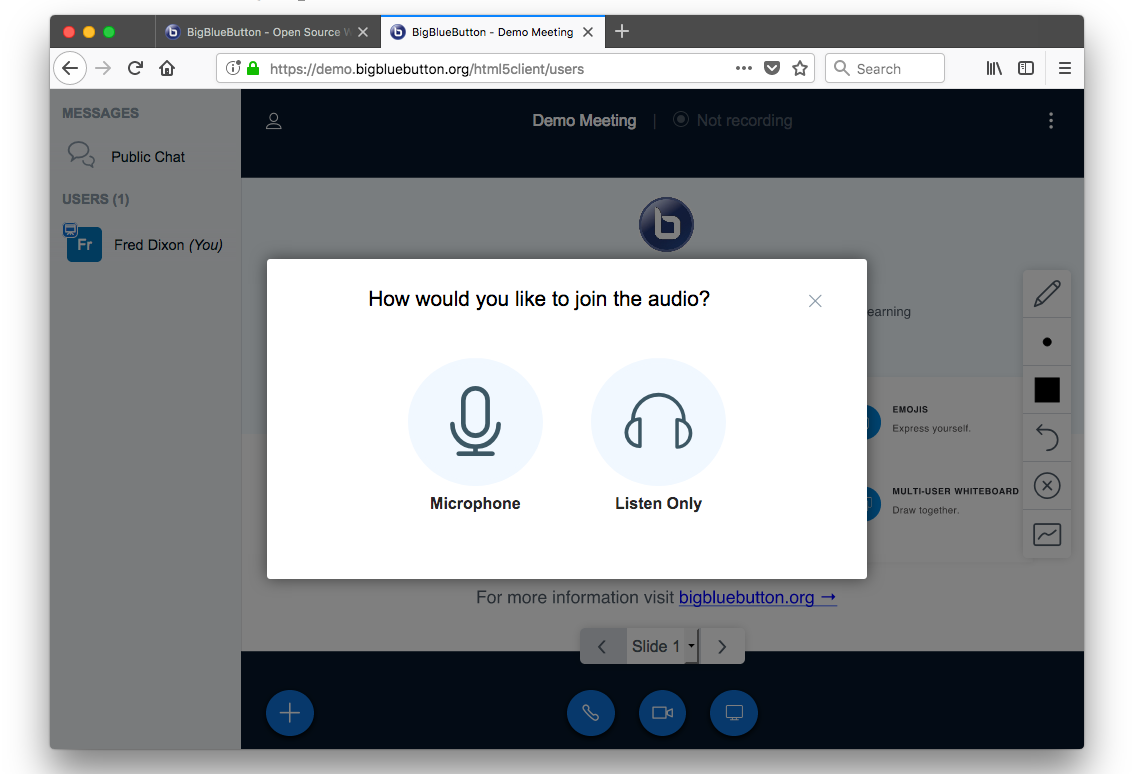 BigBlueButton - Open Source W
BigBlueButton - Demo Meeting
https://demo.bigbluebutton.org/html5client/users
Search
MESSAGES
Public Chat
USERS (1)
Fr
Fred Dixon (You)
Demo Meeting | Not recording
How would you like to join the audio?
Microphone
Listen Only
earning
EMOJIS
Express yourself.
MULTI-USER WHITEBOARD
Draw together.
For more information visit bigbluebutton.org →
Slide 1